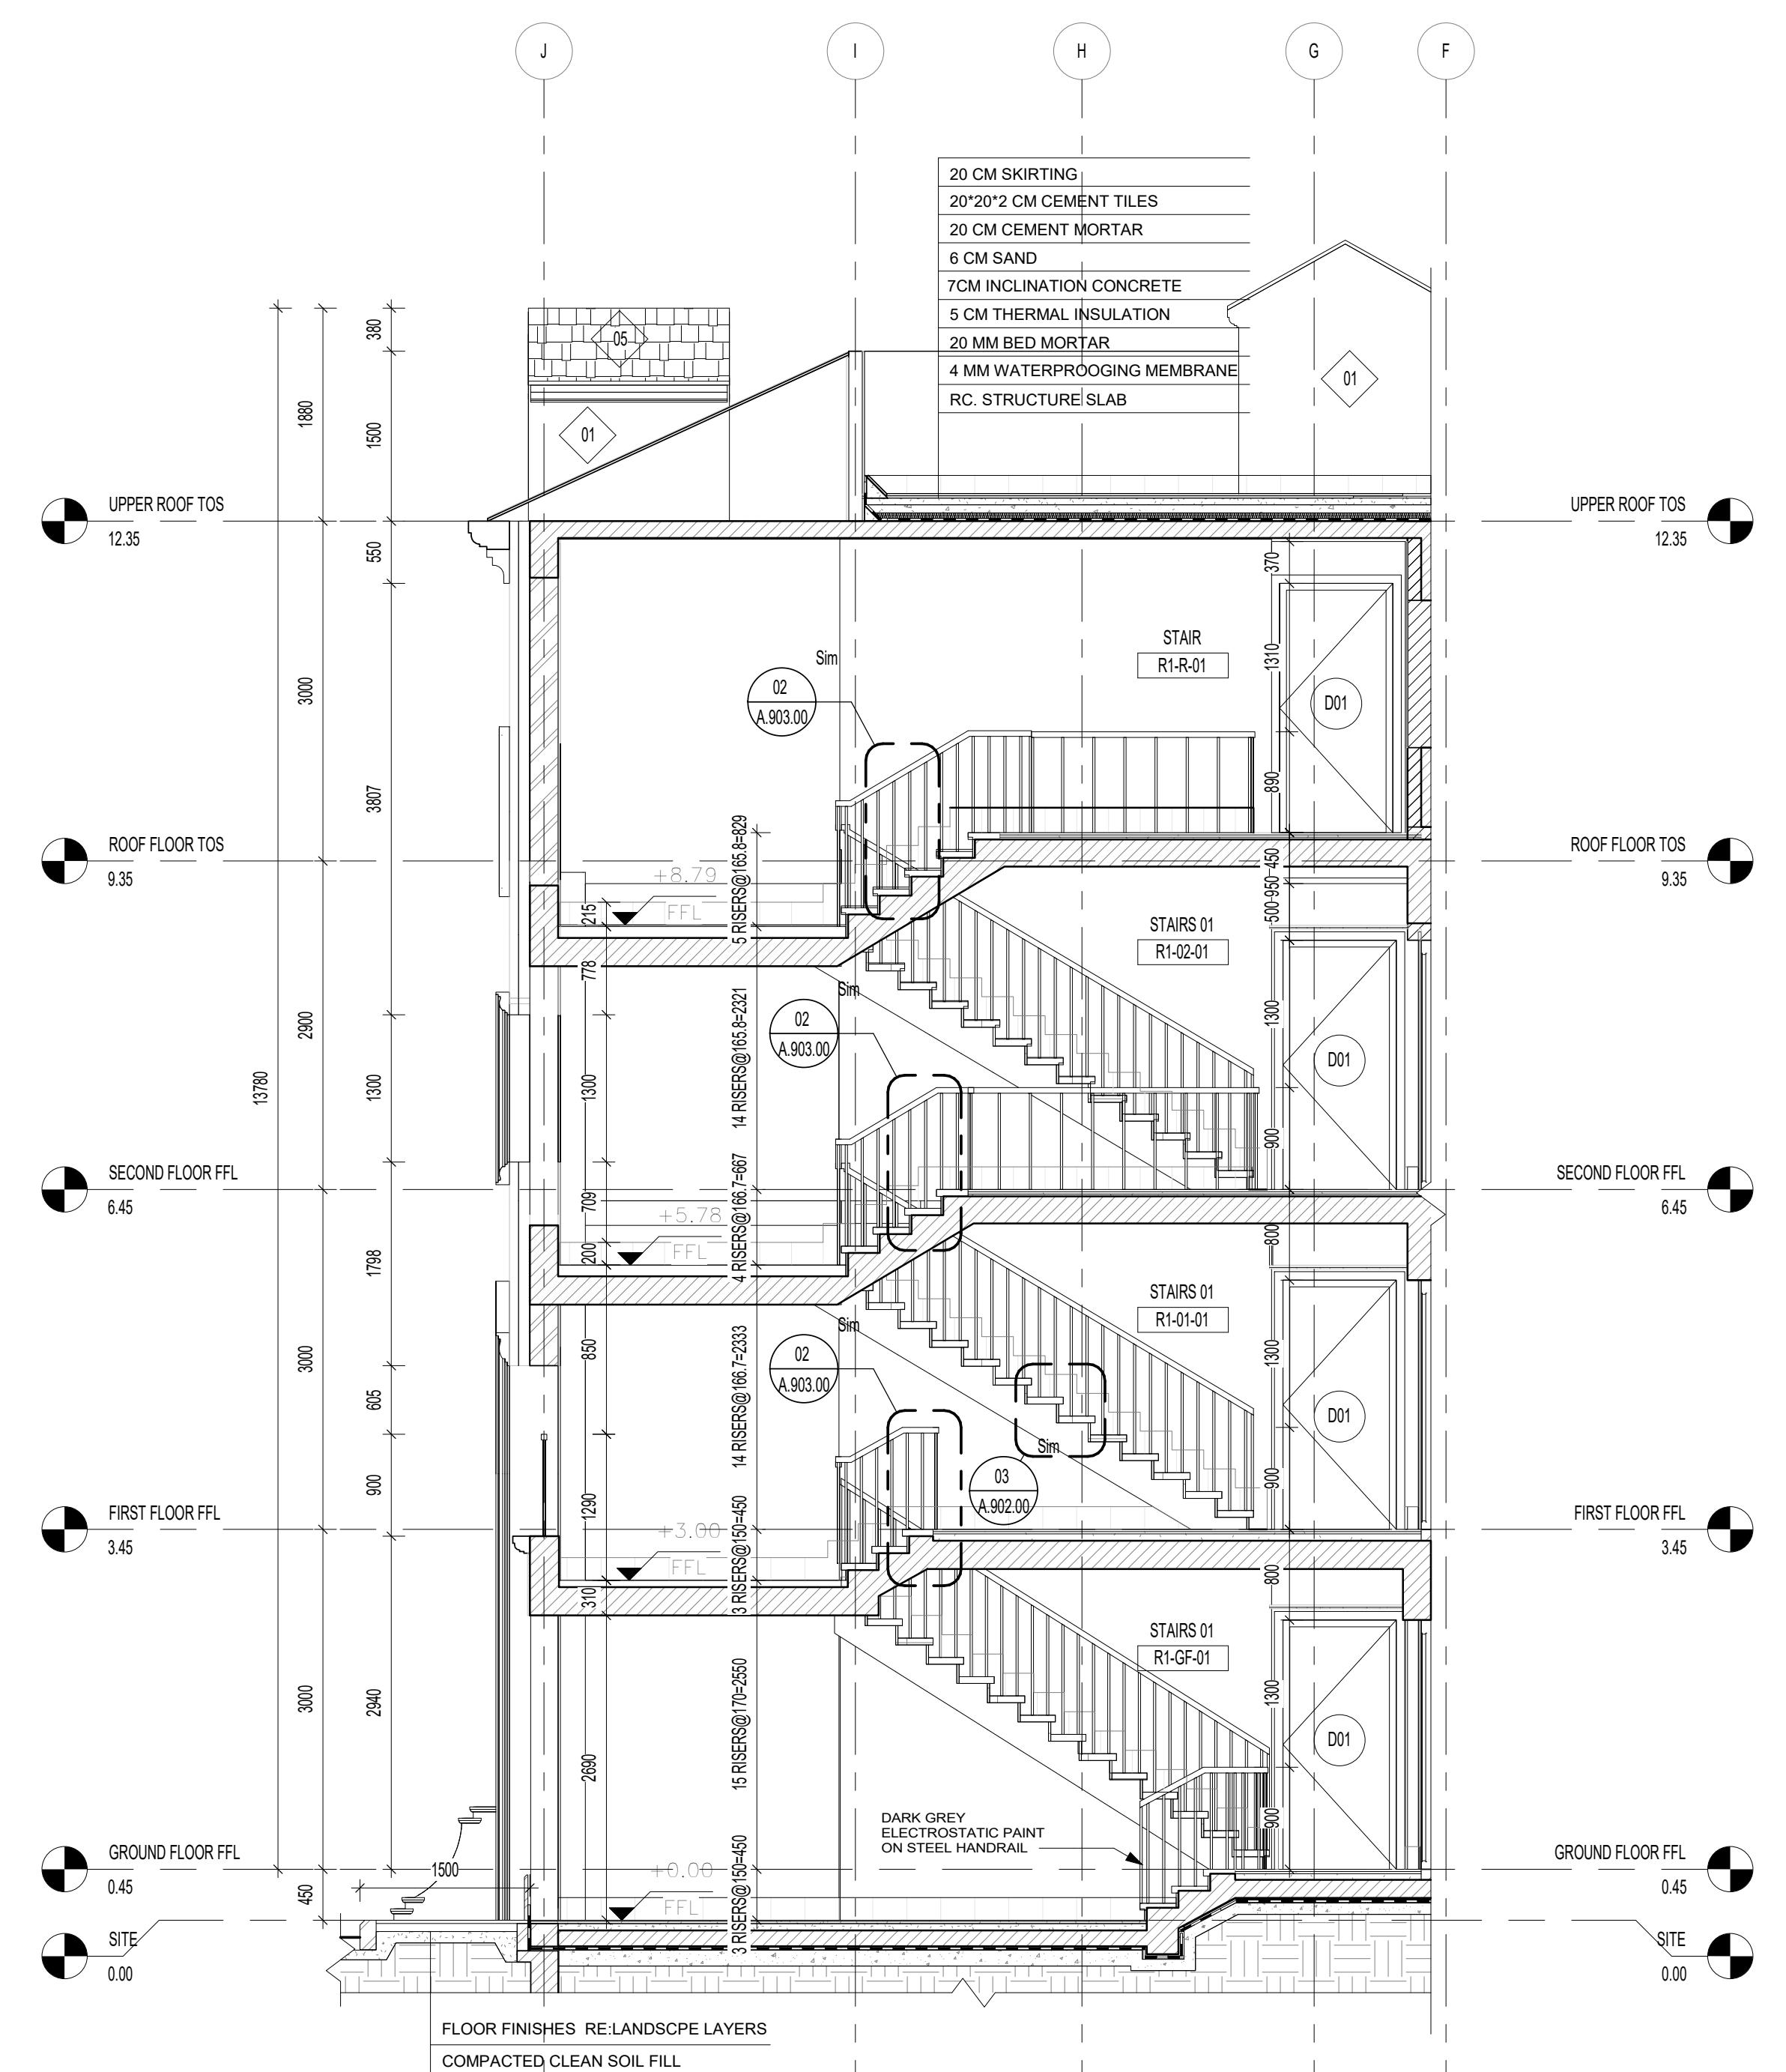 J
I
H
G
F
20 CM SKIRTING
20*20*2 CM CEMENT TILES
20 CM CEMENT MORTAR
6 CM SAND
7CM INCLINATION CONCRETE
5 CM THERMAL INSULATION
20 MM BED MORTAR
4 MM WATERPROOGING MEMBRANE
RC. STRUCTURE SLAB
05
01
01
380
1880
1500
UPPER ROOF TOS
12.35
UPPER ROOF TOS
12.35
550
370
STAIR
R1-R-01
Sim
02
A.903.00
1310
D01
3000
3807
890
5 RISERS@165.8=829
ROOF FLOOR TOS
9.35
ROOF FLOOR TOS
9.35
450
+8.79
FFL
215
950
500
STAIRS 01
R1-02-01
778
Sim
02
A.903.00
14 RISERS@165.8=2321
2900
1300
1300
1300
D01
13780
900
SECOND FLOOR FFL
6.45
SECOND FLOOR FFL
6.45
709
+5.78
FFL
200
4 RISERS@166.7=667
800
1798
STAIRS 01
R1-01-01
Sim
02
A.903.00
850
14 RISERS@166.7=2333
3000
605
1300
D01
Sim
03
A.902.00
900
900
1290
FIRST FLOOR FFL
3.45
FIRST FLOOR FFL
3.45
+3.00
FFL
310
3 RISERS@150=450
800
STAIRS 01
R1-GF-01
3000
2940
2690
15 RISERS@170=2550
1300
D01
DARK GREY
ELECTROSTATIC PAINT
ON STEEL HANDRAIL
900
GROUND FLOOR FFL
0.45
GROUND FLOOR FFL
0.45
1500
+0.00
FFL
450
3 RISERS@150=450
SITE
0.00
SITE
0.00
FLOOR FINISHES RE:LANDSCPE LAYERS
COMPACTED CLEAN SOIL FILL